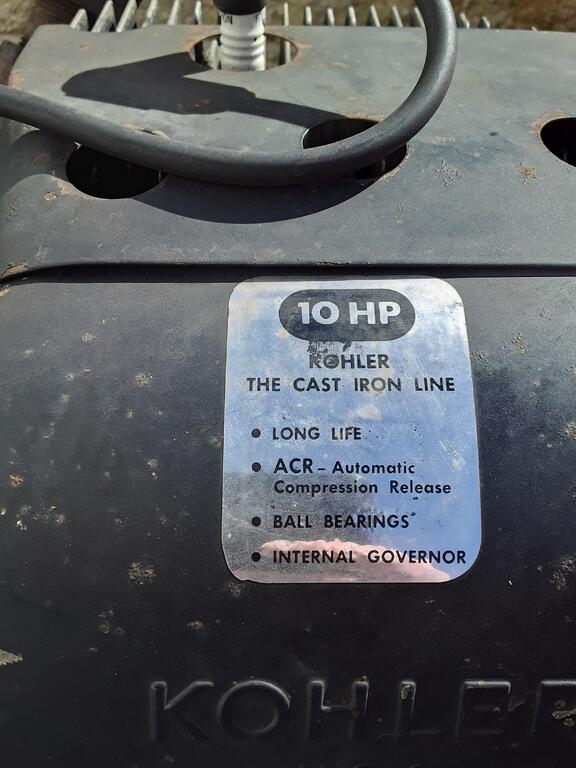 10 HP
KOHLER
THE CAST IRON LINE
• LONG LIFE
• ACR – Automatic
Compression Release
• BALL BEARINGS
• INTERNAL GOVERNOR
KOHLER